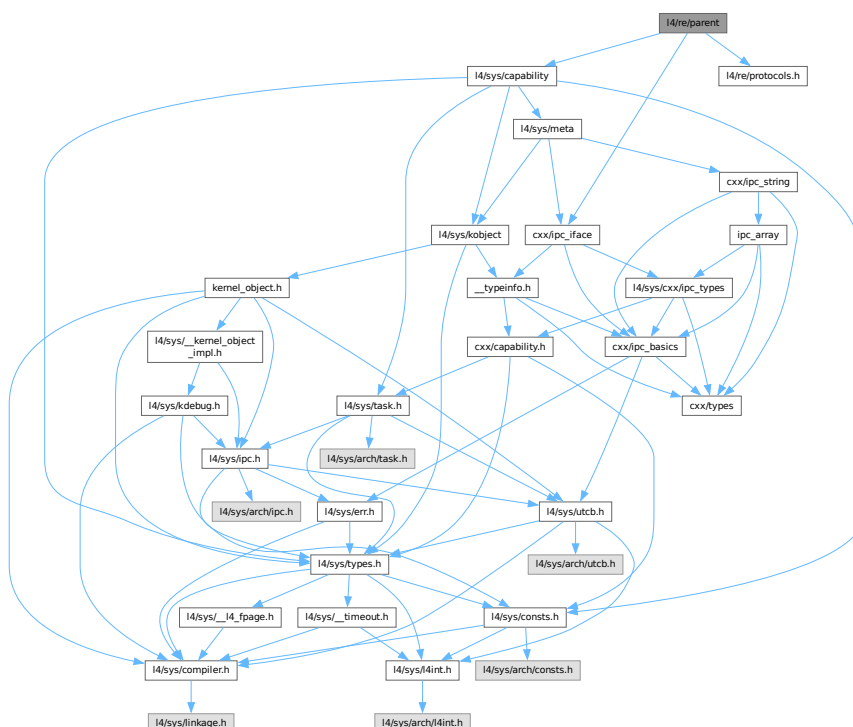 l4/re/parent
l4/sys/capability
l4/re/protocols.h
l4/sys/meta
cxx/ipc_string
l4/sys/kobject
cxx/ipc_iface
ipc_array
kernel_object.h
__typeinfo.h
l4/sys/cxx/ipc_types
l4/sys/__kernel_object
_impl.h
cxx/capability.h
cxx/ipc_basics
l4/sys/kdebug.h
l4/sys/task.h
cxx/types
l4/sys/ipc.h
l4/sys/arch/task.h
l4/sys/arch/ipc.h
l4/sys/err.h
l4/sys/utcb.h
l4/sys/types.h
l4/sys/arch/utcb.h
l4/sys/__l4_fpage.h
l4/sys/__timeout.h
l4/sys/consts.h
l4/sys/compiler.h
l4/sys/l4int.h
l4/sys/arch/consts.h
l4/sys/linkage.h
l4/sys/arch/l4int.h